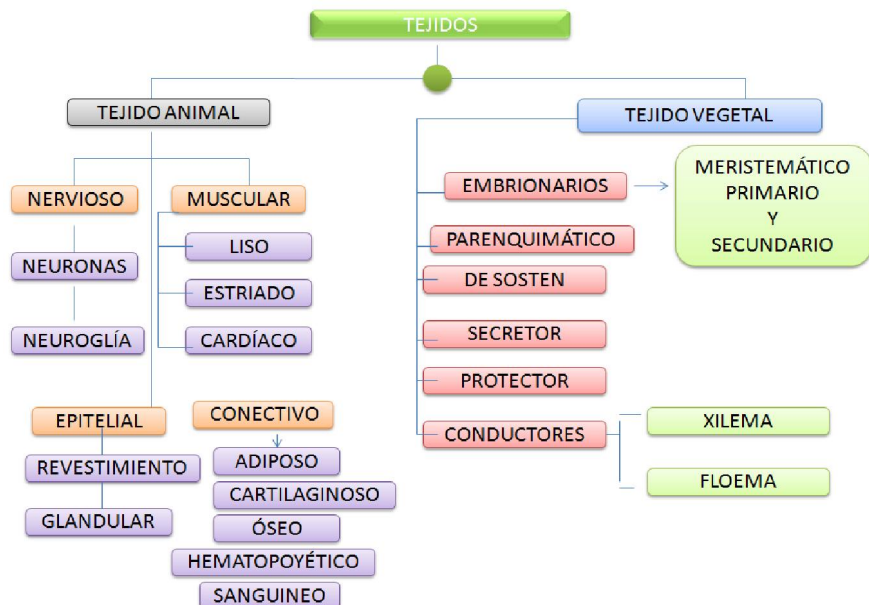 TEJIDOS
TEJIDO ANIMAL
NERVIOSO
NEURONAS
NEUROGLÍA
MUSCULAR
LISO
ESTRIADO
CARDÍACO
EPITELIAL
REVESTIMIENTO
GLANDULAR
CONECTIVO
ADIPOSO
CARTILAGINOSO
ÓSEO
HEMATOPOYÉTICO
SANGUINEO
TEJIDO VEGETAL
EMBRIONARIOS
MERISTEMÁTICO
PRIMARIO
Y
SECUNDARIO
PARENQUIMÁTICO
DE SOSTEN
SECRETOR
PROTECTOR
CONDUCTORES
XILEMA
FLOEMA